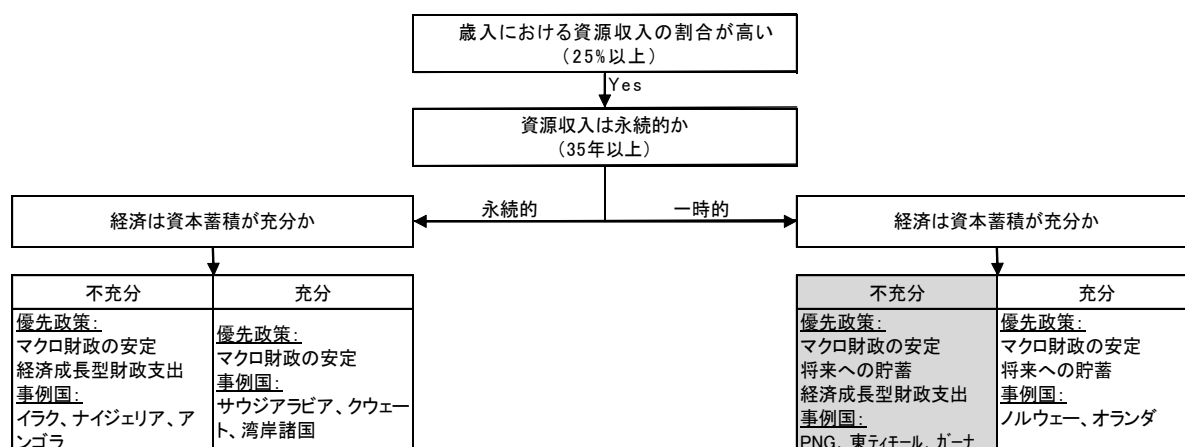 歳入における資源収入の割合が高い
(25%以上)
Yes
資源収入は永続的か
(35年以上)
永続的
一時的
経済は資本蓄積が充分か
経済は資本蓄積が充分か
不充分
充分
優先政策:
マクロ財政の安定
経済成長型財政支出
事例国:
イラク、ナイジェリア、ア
ンゴラ
優先政策:
マクロ財政の安定
事例国:
サウジアラビア、クウェー
ト、湾岸諸国
不充分
充分
優先政策:
マクロ財政の安定
将来への貯蓄
経済成長型財政支出
事例国:
PNG、東ティモール、ガーナ
優先政策:
マクロ財政の安定
将来への貯蓄
事例国:
ノルウェー、オランダ